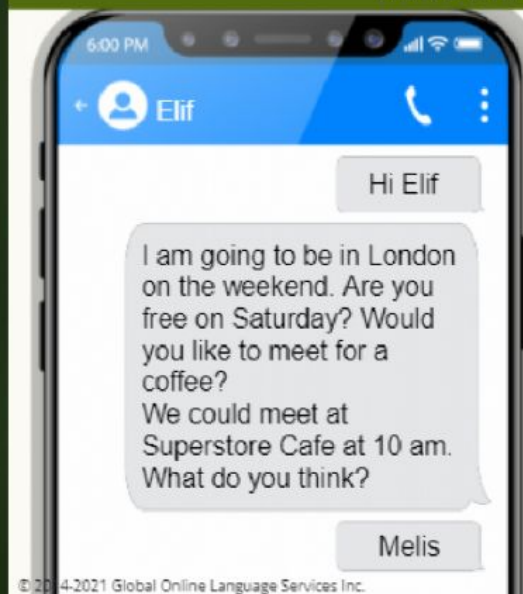 6:00 PM
Elif
Hi Elif
I am going to be in London
on the weekend. Are you
free on Saturday? Would
you like to meet for a
coffee?
We could meet at
Superstore Cafe at 10 am.
What do you think?
Melis
4-2021 Global Online Language Services Inc.